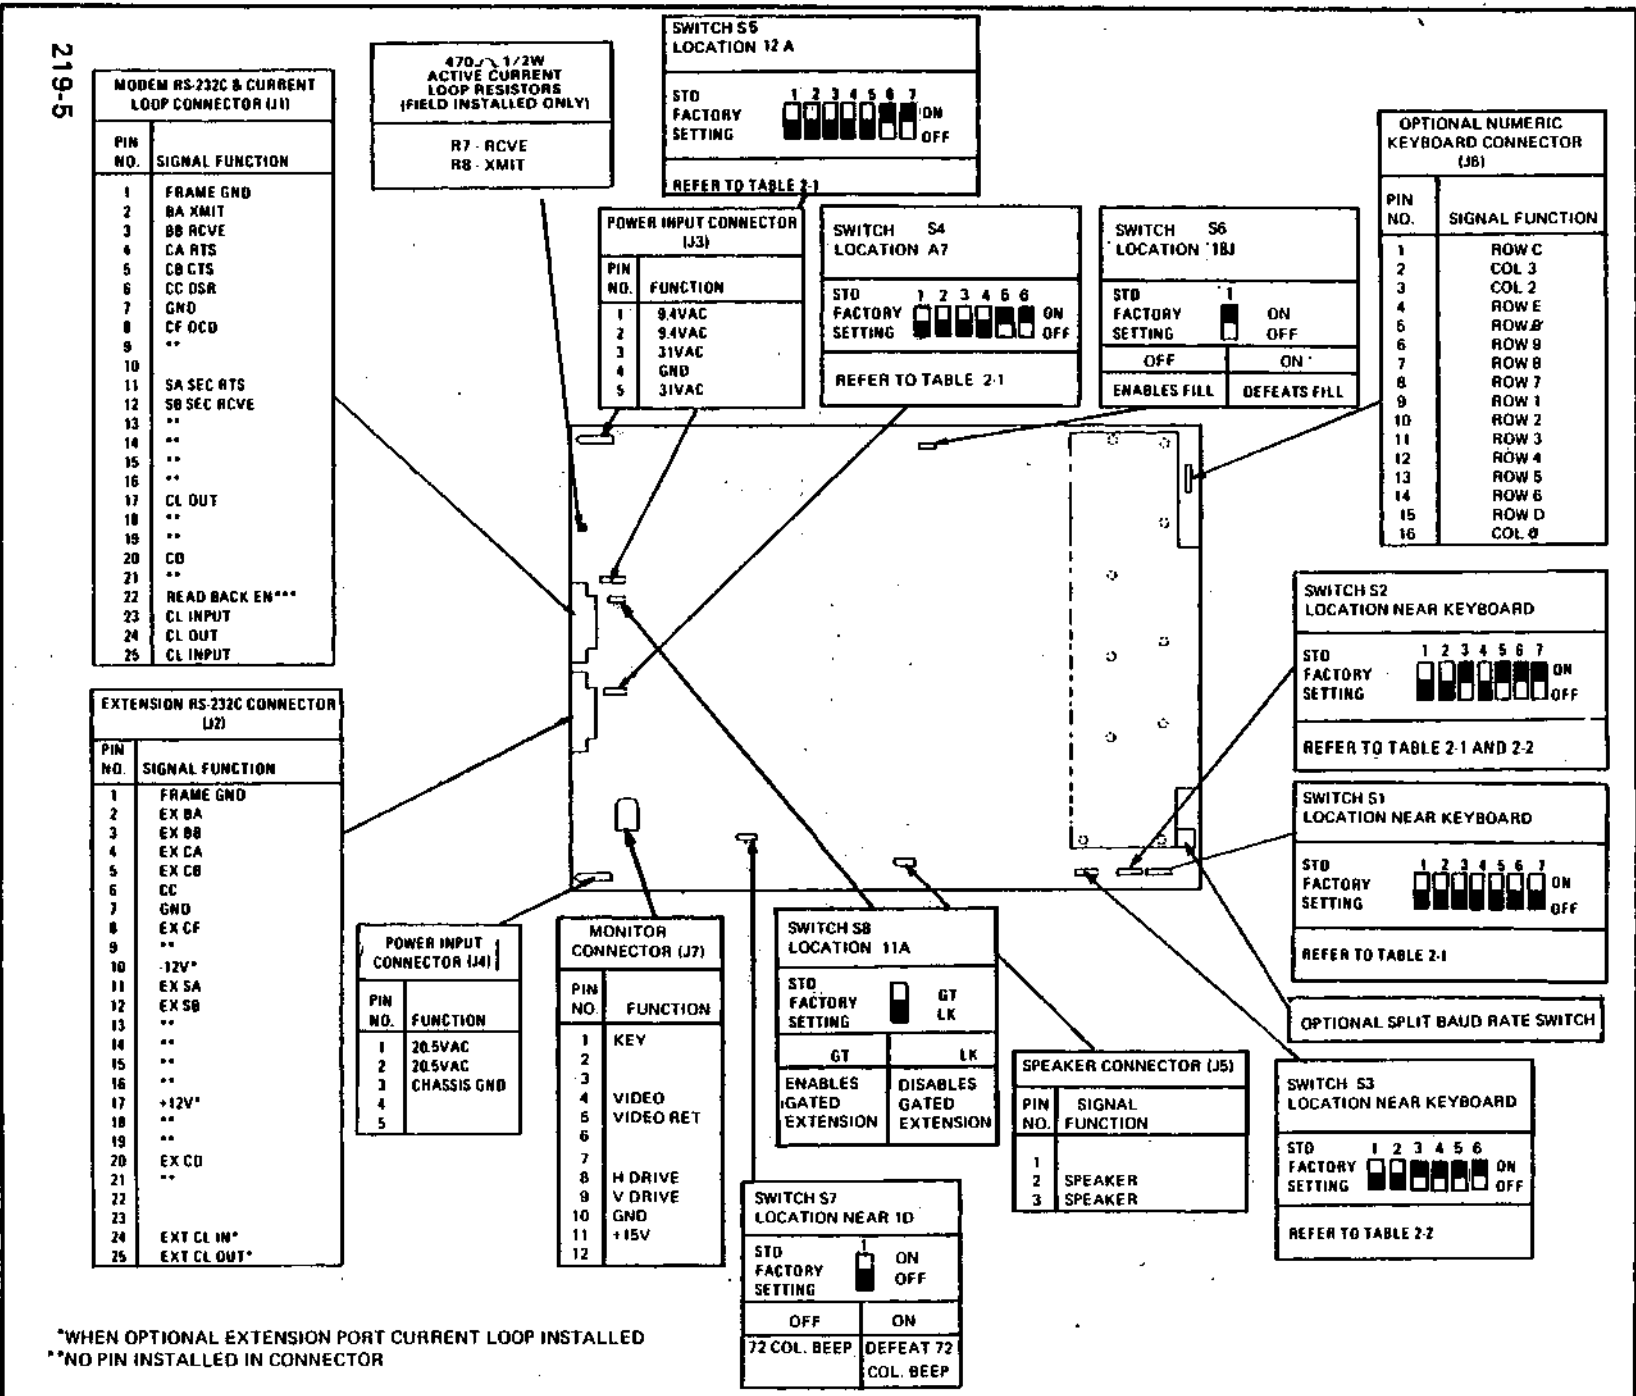 219-5
MODEM RS-232C & CURRENT
LOOP CONNECTOR (J1)
PIN
NO. SIGNAL FUNCTION
1 FRAME GND
2 BA XMIT
3 BB RCVE
4 CA RTS
5 CB CTS
6 CC DSR
7 GND
8 CF DCD
9 **
10
11 SA SEC RTS
12 SB SEC RCVE
13 **
14 **
15 **
16 **
17 CL OUT
18 **
19 **
20 CD
21 **
22 READ BACK EN***
23 CL INPUT
24 CL OUT
25 CL INPUT
EXTENSION RS-232C CONNECTOR
(J2)
PIN
NO. SIGNAL FUNCTION
1 FRAME GND
2 EX BA
3 EX BB
4 EX CA
5 EX CB
6 CC
7 GND
8 EX CF
9 **
10 -12V*
11 EX SA
12 EX SB
13 **
14 **
15 **
16 **
17 +12V*
18 **
19 **
20 EX CD
21 **
22
23
24 EXT CL IN*
25 EXT CL OUT*
470 1/2W
ACTIVE CURRENT
LOOP RESISTORS
(FIELD INSTALLED ONLY)
R7 - RCVE
R8 - XMIT
SWITCH S5
LOCATION 12 A
STD
FACTORY
SETTING
1 2 3 4 5 6 7
ON
OFF
REFER TO TABLE 2-1
POWER INPUT CONNECTOR
(J3)
PIN
NO. FUNCTION
1 9.4VAC
2 9.4VAC
3 31VAC
4 GND
5 31VAC
SWITCH S4
LOCATION A7
STD
FACTORY
SETTING
1 2 3 4 5 6
ON
OFF
REFER TO TABLE 2-1
SWITCH S6
LOCATION 18J
STD
FACTORY
SETTING
1
ON
OFF
OFF ON
ENABLES FILL DEFEATS FILL
OPTIONAL NUMERIC
KEYBOARD CONNECTOR
(J6)
PIN
NO. SIGNAL FUNCTION
1 ROW C
2 COL 3
3 COL 2
4 ROW E
5 ROW Ø
6 ROW 9
7 ROW 8
8 ROW 7
9 ROW 1
10 ROW 2
11 ROW 3
12 ROW 4
13 ROW 5
14 ROW 6
15 ROW D
16 COL Ø
SWITCH S2
LOCATION NEAR KEYBOARD
STD
FACTORY
SETTING
1 2 3 4 5 6 7
ON
OFF
REFER TO TABLE 2-1 AND 2-2
SWITCH S1
LOCATION NEAR KEYBOARD
STD
FACTORY
SETTING
1 2 3 4 5 6 7
ON
OFF
REFER TO TABLE 2-1
OPTIONAL SPLIT BAUD RATE SWITCH
POWER INPUT
CONNECTOR (J4)
PIN
NO. FUNCTION
1 20.5VAC
2 20.5VAC
3 CHASSIS GND
4
5
MONITOR
CONNECTOR (J7)
PIN
NO. FUNCTION
1 KEY
2
3
4 VIDEO
5 VIDEO RET
6
7
8 H DRIVE
9 V DRIVE
10 GND
11 +15V
12
SWITCH S8
LOCATION 11A
STD
FACTORY
SETTING
GT
LK
GT LK
ENABLES
GATED
EXTENSION
DISABLES
GATED
EXTENSION
SPEAKER CONNECTOR (J5)
PIN
NO.
SIGNAL
FUNCTION
1
2 SPEAKER
3 SPEAKER
SWITCH S3
LOCATION NEAR KEYBOARD
STD
FACTORY
SETTING
1 2 3 4 5 6
ON
OFF
REFER TO TABLE 2-2
SWITCH S7
LOCATION NEAR 1D
STD
FACTORY
SETTING
1
ON
OFF
OFF ON
72 COL. BEEP
DEFEAT 72
COL. BEEP
*WHEN OPTIONAL EXTENSION PORT CURRENT LOOP INSTALLED
**NO PIN INSTALLED IN CONNECTOR